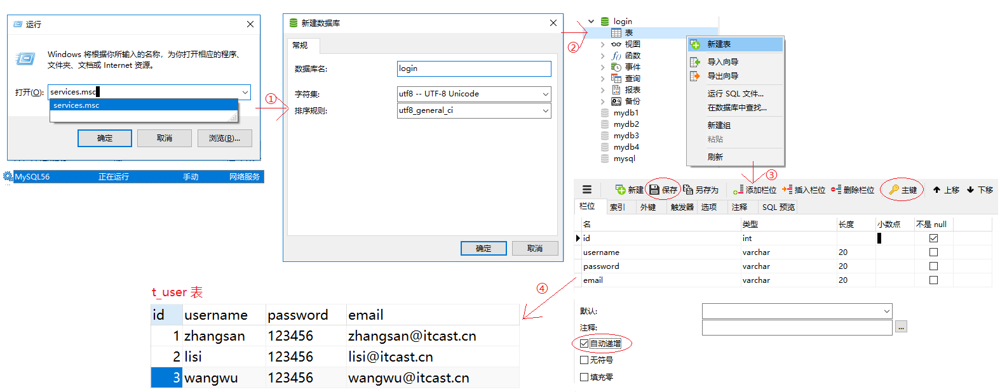 运行
Windows 将根据你所输入的名称，为你打开相应的程序、
文件夹、文档或 Internet 资源。
打开(O):
services.msc
services.msc
确定
取消
浏览(B)...
MySQL56 正在运行 手动 网络服务
①
新建数据库
常规
数据库名: login
字符集: utf8 -- UTF-8 Unicode
排序规则: utf8_general_ci
确定
取消
②
login
表
视图
函数
事件
查询
报表
备份
mydb1
mydb2
mydb3
mydb4
mysql
新建表
导入向导
导出向导
运行 SQL 文件...
在数据库中查找...
新建组
粘贴
刷新
③
新建 保存 另存为 添加栏位 插入栏位 删除栏位 主键 上移 下移
栏位 索引 外键 触发器 选项 注释 SQL 预览
名 类型 长度 小数点 不是 null
id int
username varchar 20
password varchar 20
email varchar 20
默认:
注释:
...
自动递增
无符号
填充零
④
t_user 表
id username password email
1 zhangsan 123456 zhangsan@itcast.cn
2 lisi 123456 lisi@itcast.cn
3 wangwu 123456 wangwu@itcast.cn